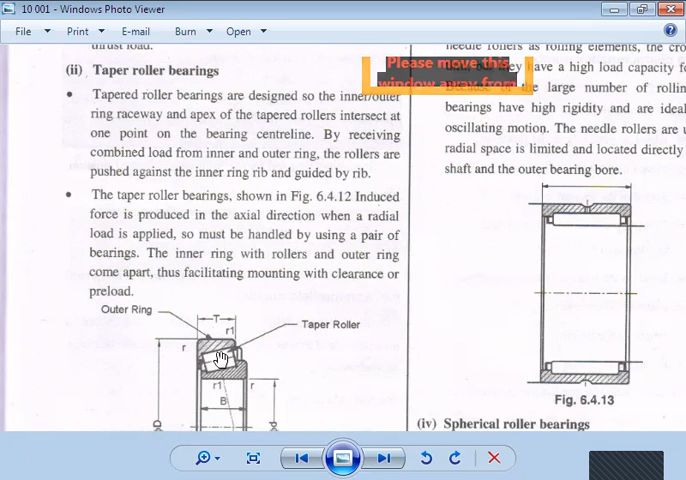 10 001 - Windows Photo Viewer
File
Print
E-mail
Burn
Open
thrust load.
(ii) Taper roller bearings
• Tapered roller bearings are designed so the inner/outer
ring raceway and apex of the tapered rollers intersect at
one point on the bearing centreline. By receiving
combined load from inner and outer ring, the rollers are
pushed against the inner ring rib and guided by rib.
• The taper roller bearings, shown in Fig. 6.4.12 Induced
force is produced in the axial direction when a radial
load is applied, so must be handled by using a pair of
bearings. The inner ring with rollers and outer ring
come apart, thus facilitating mounting with clearance or
preload.
Outer Ring
T
r1
Taper Roller
r
r1
r
B
Please move this
window away from
needle rollers as rolling elements, the cro
they have a high load capacity fo
large number of rollin
bearings have high rigidity and are ideal
oscillating motion. The needle rollers are u
radial space is limited and located directly
shaft and the outer bearing bore.
Fig. 6.4.13
(iv) Spherical roller bearings